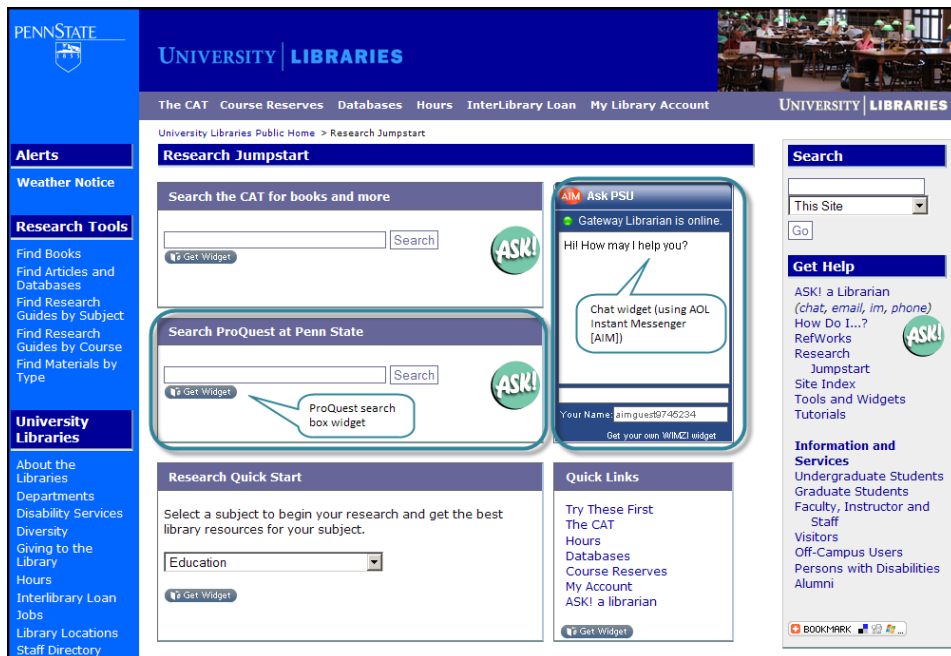 PENNSTATE
1855
UNIVERSITY | LIBRARIES
The CAT Course Reserves Databases Hours InterLibrary Loan My Library Account
UNIVERSITY | LIBRARIES
University Libraries Public Home > Research Jumpstart
Alerts
Weather Notice
Research Tools
Find Books
Find Articles and
Databases
Find Research
Guides by Subject
Find Research
Guides by Course
Find Materials by
Type
University
Libraries
About the
Libraries
Departments
Disability Services
Diversity
Giving to the
Library
Hours
Interlibrary Loan
Jobs
Library Locations
Staff Directory
Research Jumpstart
Search the CAT for books and more
Search
Get Widget
ASK!
Search ProQuest at Penn State
Search
Get Widget
ASK!
ProQuest search
box widget
Research Quick Start
Select a subject to begin your research and get the best
library resources for your subject.
Education
Get Widget
AIM Ask PSU
Gateway Librarian is online.
Hi! How may I help you?
Chat widget (using AOL
Instant Messenger
[AIM])
Your Name: aimguest9745234
Get your own WIMZI widget
Quick Links
Try These First
The CAT
Hours
Databases
Course Reserves
My Account
ASK! a librarian
Get Widget
Search
This Site
Go
Get Help
ASK! a Librarian
(chat, email, im, phone)
How Do I...?
RefWorks
Research
Jumpstart
ASK!
Site Index
Tools and Widgets
Tutorials
Information and
Services
Undergraduate Students
Graduate Students
Faculty, Instructor and
Staff
Visitors
Off-Campus Users
Persons with Disabilities
Alumni
BOOKMARK